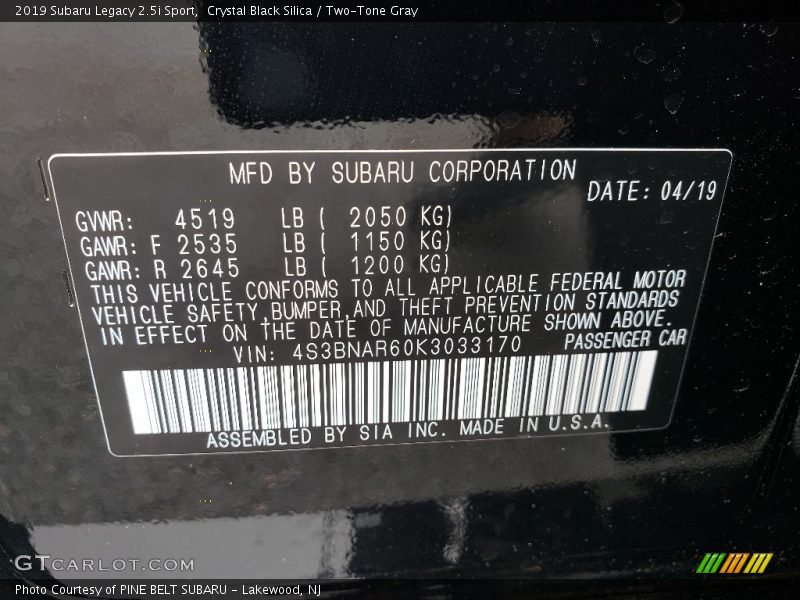 2019 Subaru Legacy 2.5i Sport, Crystal Black Silica / Two-Tone Gray
MFD BY SUBARU CORPORATION
DATE: 04/19
GVWR: 4519 LB ( 2050 KG)
GAWR: F 2535 LB ( 1150 KG)
GAWR: R 2645 LB ( 1200 KG)
THIS VEHICLE CONFORMS TO ALL APPLICABLE FEDERAL MOTOR
VEHICLE SAFETY,BUMPER,AND THEFT PREVENTION STANDARDS
IN EFFECT ON THE DATE OF MANUFACTURE SHOWN ABOVE.
VIN: 4S3BNAR60K3033170 PASSENGER CAR
ASSEMBLED BY SIA INC. MADE IN U.S.A.
GTCARLOT.COM
Photo Courtesy of PINE BELT SUBARU - Lakewood, NJ